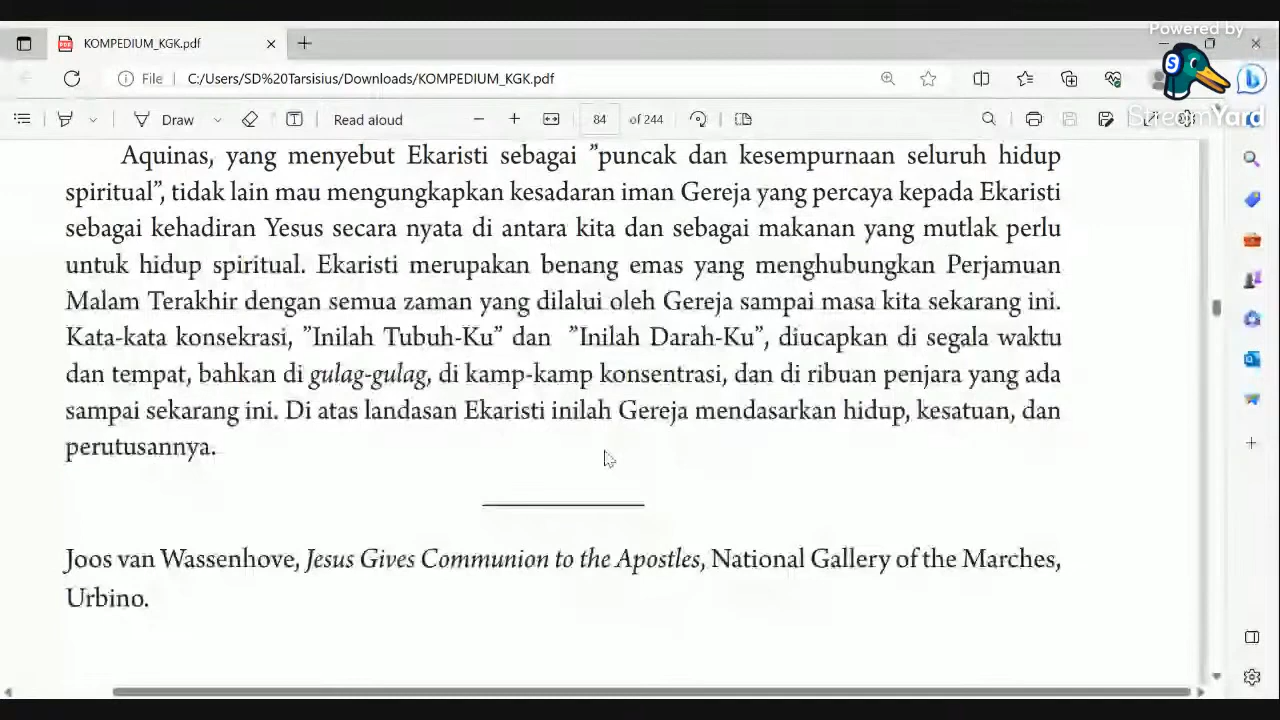 Powered by
KOMPEDIUM_KGK.pdf
File C:/Users/SD%20Tarsisius/Downloads/KOMPEDIUM_KGK.pdf
Draw Read aloud 84 of 244
StreamYard
Aquinas, yang menyebut Ekaristi sebagai ”puncak dan kesempurnaan seluruh hidup
spiritual”, tidak lain mau mengungkapkan kesadaran iman Gereja yang percaya kepada Ekaristi
sebagai kehadiran Yesus secara nyata di antara kita dan sebagai makanan yang mutlak perlu
untuk hidup spiritual. Ekaristi merupakan benang emas yang menghubungkan Perjamuan
Malam Terakhir dengan semua zaman yang dilalui oleh Gereja sampai masa kita sekarang ini.
Kata-kata konsekrasi, ”Inilah Tubuh-Ku” dan ”Inilah Darah-Ku”, diucapkan di segala waktu
dan tempat, bahkan di gulag-gulag, di kamp-kamp konsentrasi, dan di ribuan penjara yang ada
sampai sekarang ini. Di atas landasan Ekaristi inilah Gereja mendasarkan hidup, kesatuan, dan
perutusannya.
Joos van Wassenhove, Jesus Gives Communion to the Apostles, National Gallery of the Marches,
Urbino.